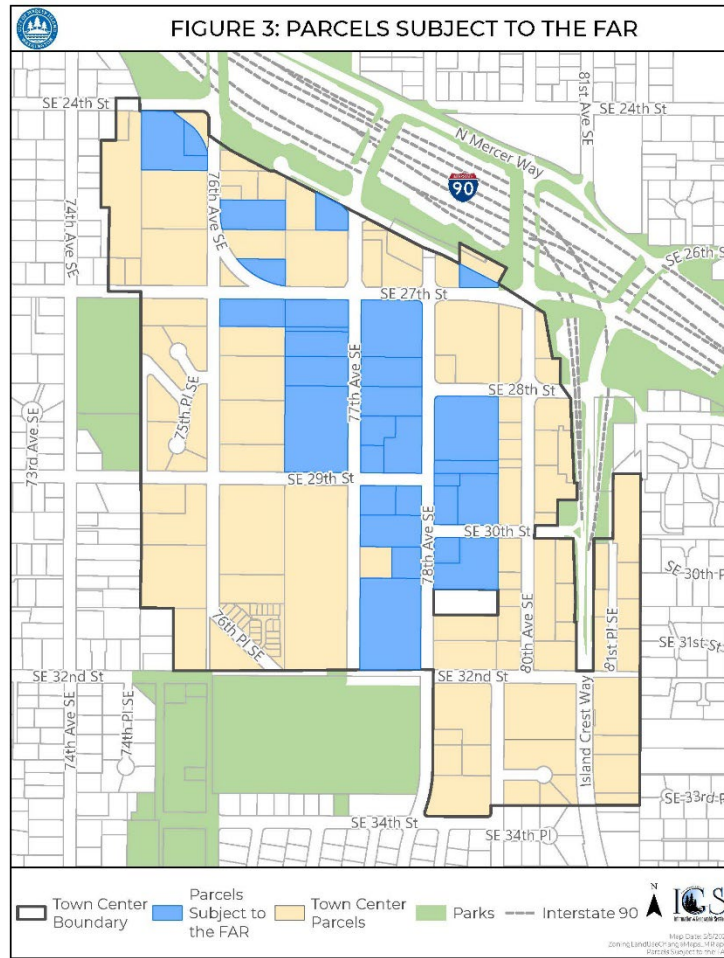 FIGURE 3: PARCELS SUBJECT TO THE FAR
SE 24th St
81st Ave SE
SE 24th St
N Mercer Way
90
74th Ave SE
76th Ave SE
SE 26th S
SE 27th St
77th Ave SE
SE 28th St
75th Pl SE
73rd Ave SE
SE 29th St
78th Ave SE
SE 30th St
SE 30th P
80th Ave SE
81st Pl SE
76th Pl SE
SE 31st St
SE 32nd St
SE 32nd St
74th Ave SE
74th Pl SE
Island Crest Way
SE 33rd P
SE 34th St
SE 34th Pl
Town Center
Boundary
Parcels
Subject to
the FAR
Town Center
Parcels
Parks
Interstate 90
N